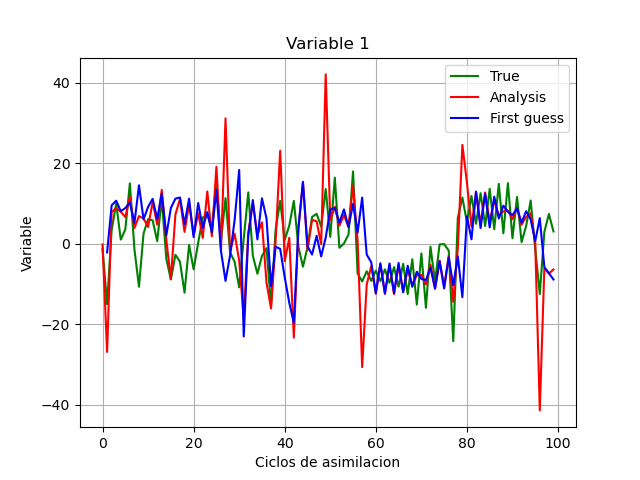 Variable 1
True
Analysis
First guess
Variable
40
20
0
−20
−40
0 20 40 60 80 100
Ciclos de asimilacion